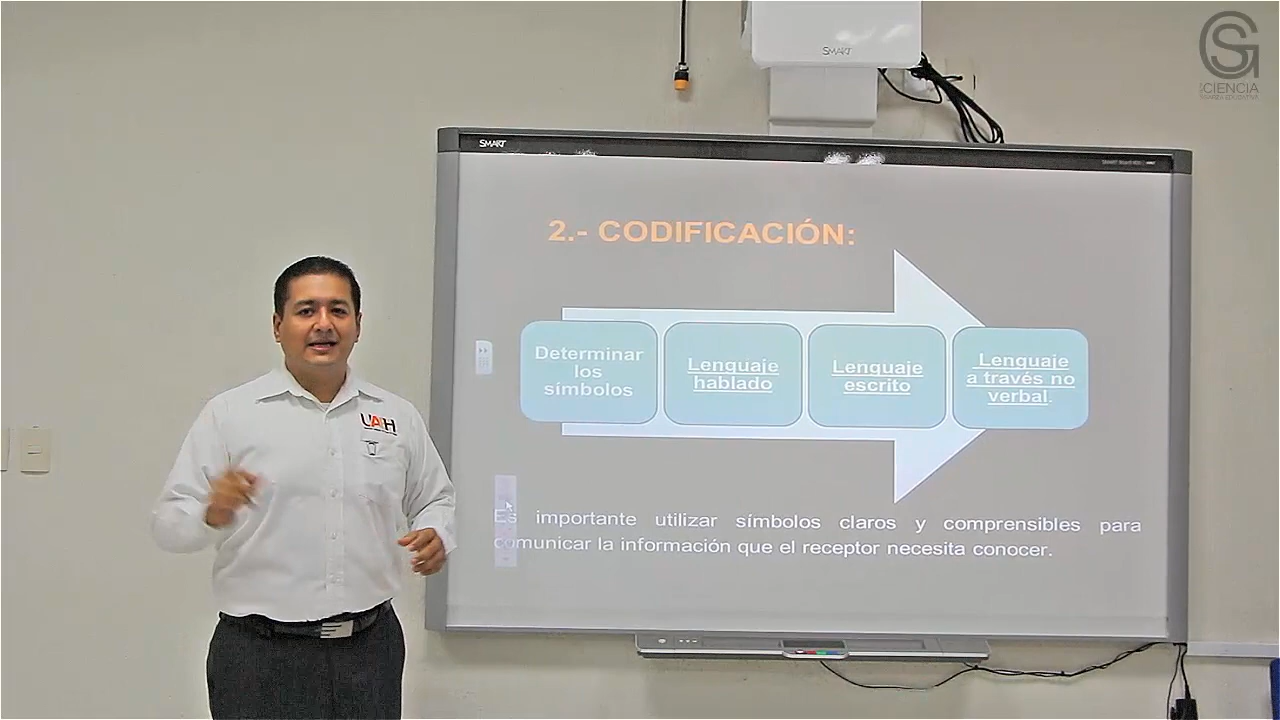 SMART
SG
CIENCIA
SMART
2.- CODIFICACIÓN:
Determinar
los
símbolos
Lenguaje
hablado
Lenguaje
escrito
Lenguaje
a través no
verbal.
UAH
Es importante utilizar símbolos claros y comprensibles para
comunicar la información que el receptor necesita conocer.